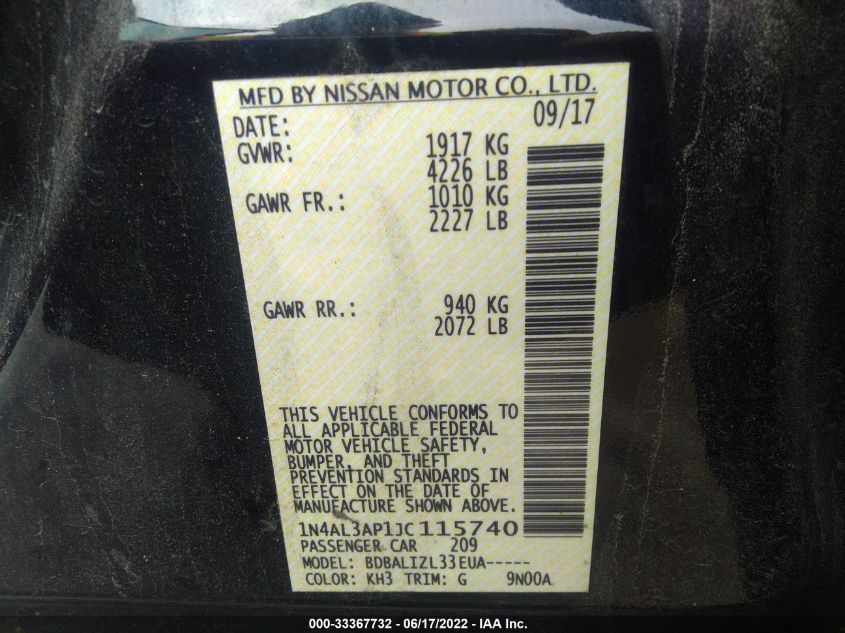 MFD BY NISSAN MOTOR CO., LTD.
DATE: 09/17
GVWR: 1917 KG
4226 LB
GAWR FR.: 1010 KG
2227 LB
GAWR RR.: 940 KG
2072 LB
THIS VEHICLE CONFORMS TO
ALL APPLICABLE FEDERAL
MOTOR VEHICLE SAFETY,
BUMPER, AND THEFT
PREVENTION STANDARDS IN
EFFECT ON THE DATE OF
MANUFACTURE SHOWN ABOVE.
1N4AL3AP1JC115740
PASSENGER CAR 209
MODEL: BDBALIZL33EUA-----
COLOR: KH3 TRIM: G 9N00A
000-33367732 - 06/17/2022 - IAA Inc.